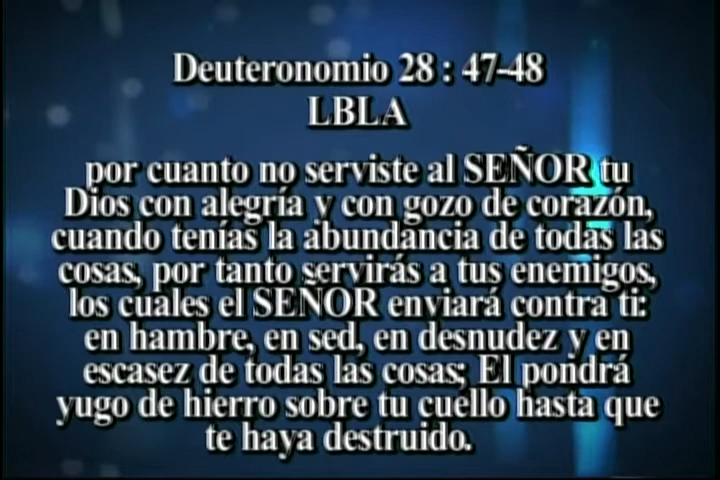 Deuteronomio 28 : 47-48
LBLA
por cuanto no serviste al SEÑOR tu
Dios con alegría y con gozo de corazón,
cuando tenías la abundancia de todas las
cosas, por tanto servirás a tus enemigos,
los cuales el SEÑOR enviará contra ti:
en hambre, en sed, en desnudez y en
escasez de todas las cosas; El pondrá
yugo de hierro sobre tu cuello hasta que
te haya destruido.